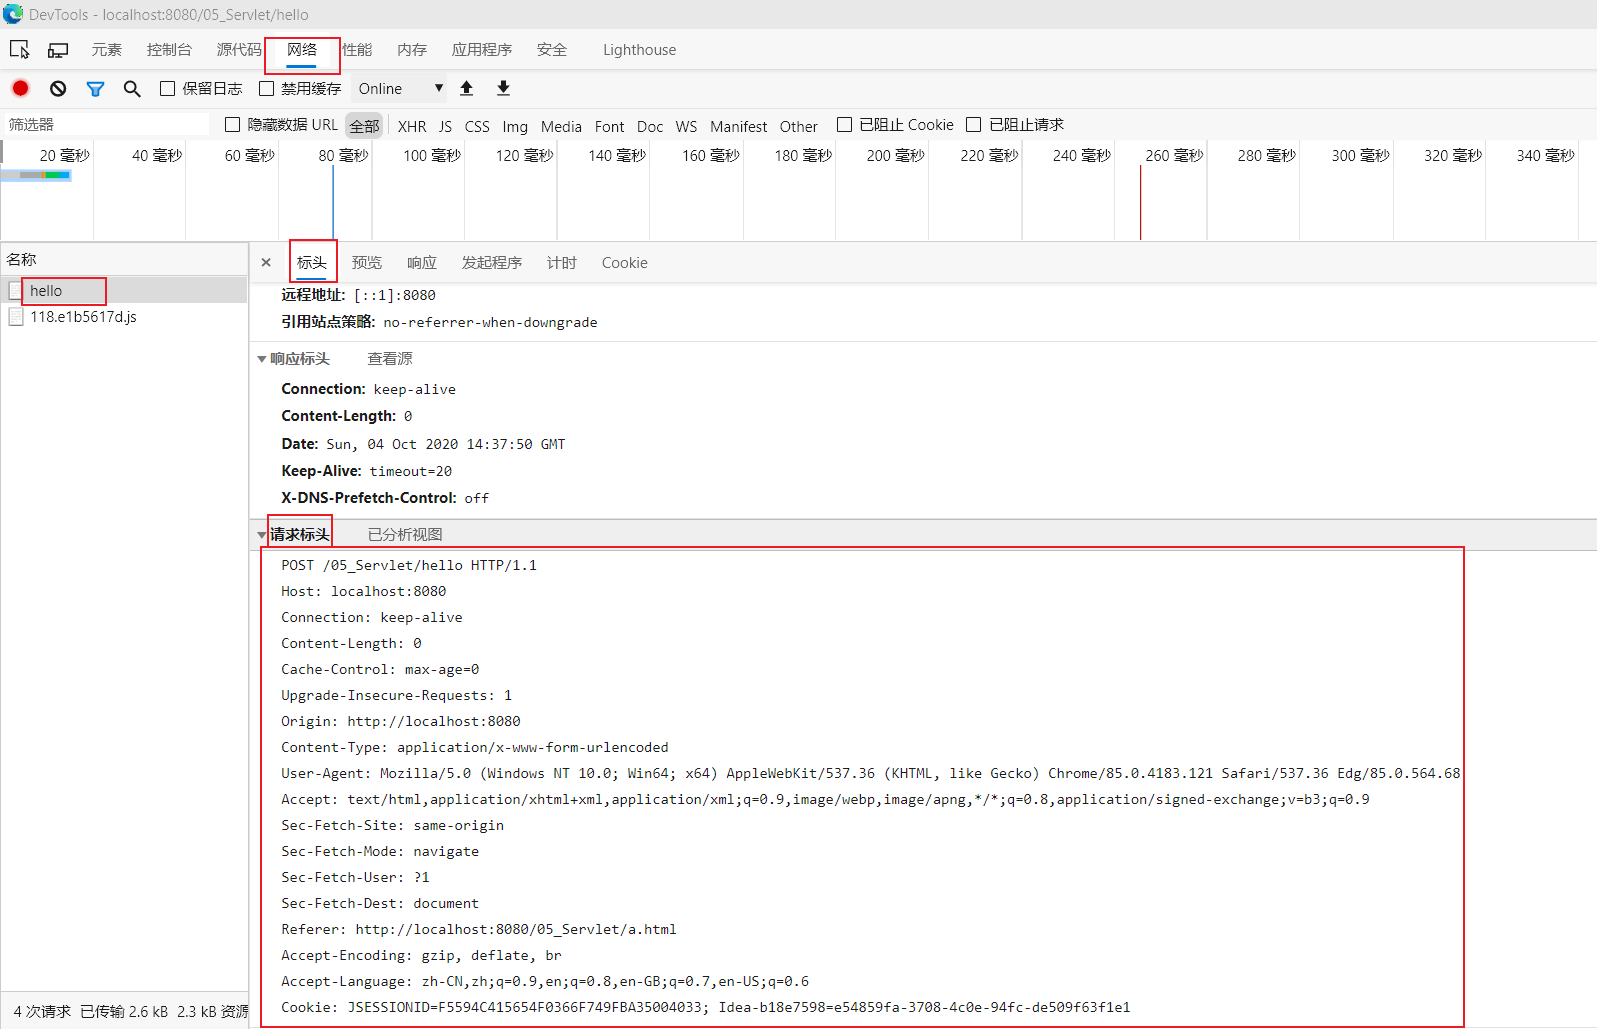 DevTools - localhost:8080/05_Servlet/hello
元素 控制台 源代码 网络 性能 内存 应用程序 安全 Lighthouse
保留日志 禁用缓存 Online
筛选器 隐藏数据 URL 全部 XHR JS CSS Img Media Font Doc WS Manifest Other 已阻止 Cookie 已阻止请求
20 毫秒 40 毫秒 60 毫秒 80 毫秒 100 毫秒 120 毫秒 140 毫秒 160 毫秒 180 毫秒 200 毫秒 220 毫秒 240 毫秒 260 毫秒 280 毫秒 300 毫秒 320 毫秒 340 毫秒
名称
hello
118.e1b5617d.js
× 标头 预览 响应 发起程序 计时 Cookie
远程地址: [::1]:8080
引用站点策略: no-referrer-when-downgrade
响应标头 查看源
Connection: keep-alive
Content-Length: 0
Date: Sun, 04 Oct 2020 14:37:50 GMT
Keep-Alive: timeout=20
X-DNS-Prefetch-Control: off
请求标头 已分析视图
POST /05_Servlet/hello HTTP/1.1
Host: localhost:8080
Connection: keep-alive
Content-Length: 0
Cache-Control: max-age=0
Upgrade-Insecure-Requests: 1
Origin: http://localhost:8080
Content-Type: application/x-www-form-urlencoded
User-Agent: Mozilla/5.0 (Windows NT 10.0; Win64; x64) AppleWebKit/537.36 (KHTML, like Gecko) Chrome/85.0.4183.121 Safari/537.36 Edg/85.0.564.68
Accept: text/html,application/xhtml+xml,application/xml;q=0.9,image/webp,image/apng,*/*;q=0.8,application/signed-exchange;v=b3;q=0.9
Sec-Fetch-Site: same-origin
Sec-Fetch-Mode: navigate
Sec-Fetch-User: ?1
Sec-Fetch-Dest: document
Referer: http://localhost:8080/05_Servlet/a.html
Accept-Encoding: gzip, deflate, br
Accept-Language: zh-CN,zh;q=0.9,en;q=0.8,en-GB;q=0.7,en-US;q=0.6
Cookie: JSESSIONID=F5594C415654F0366F749FBA35004033; Idea-b18e7598=e54859fa-3708-4c0e-94fc-de509f63f1e1
4 次请求 已传输 2.6 kB 2.3 kB 资源